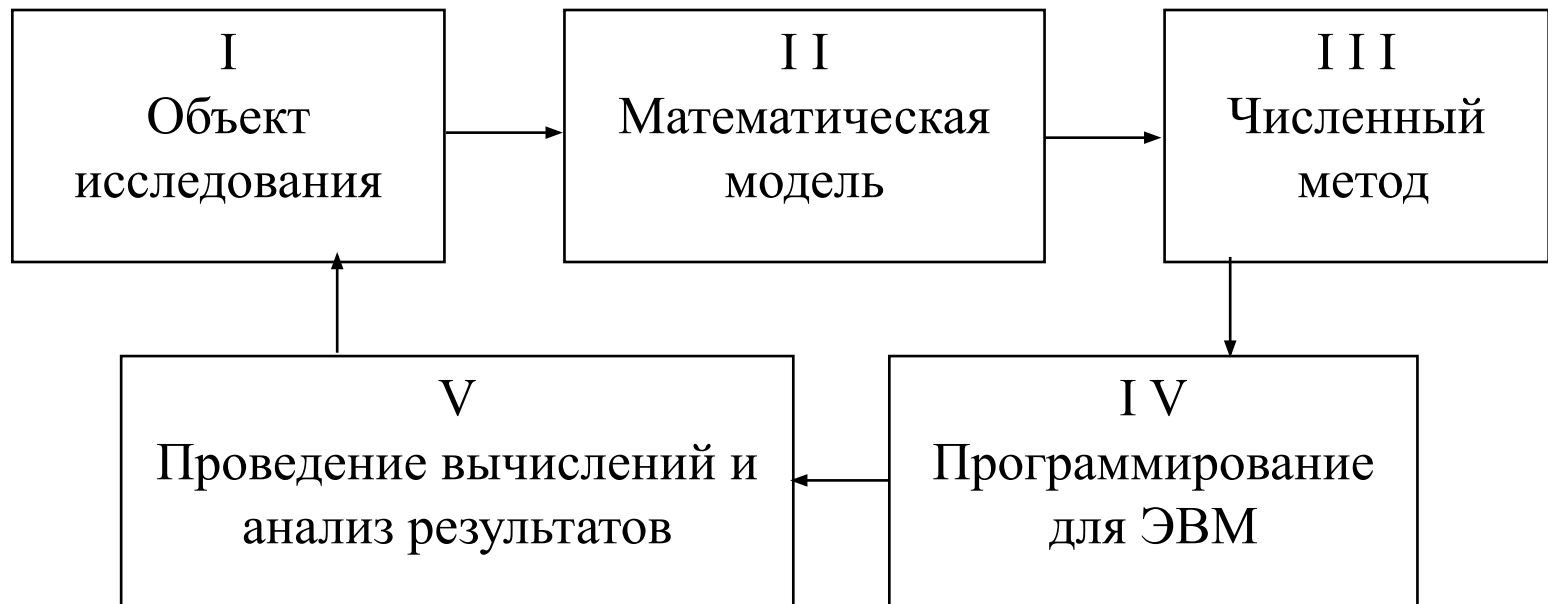 I
Объект
исследования
I I
Математическая
модель
I I I
Численный
метод
I V
Программирование
для ЭВМ
V
Проведение вычислений и
анализ результатов